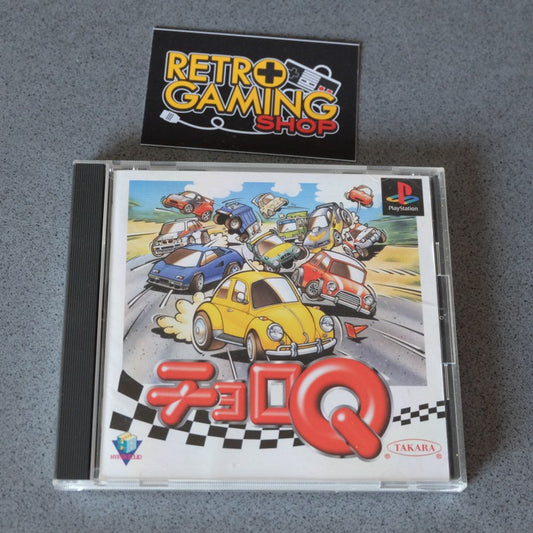 RETRO
GAMING
SHOP
PlayStation
チョロQ
TAKARA